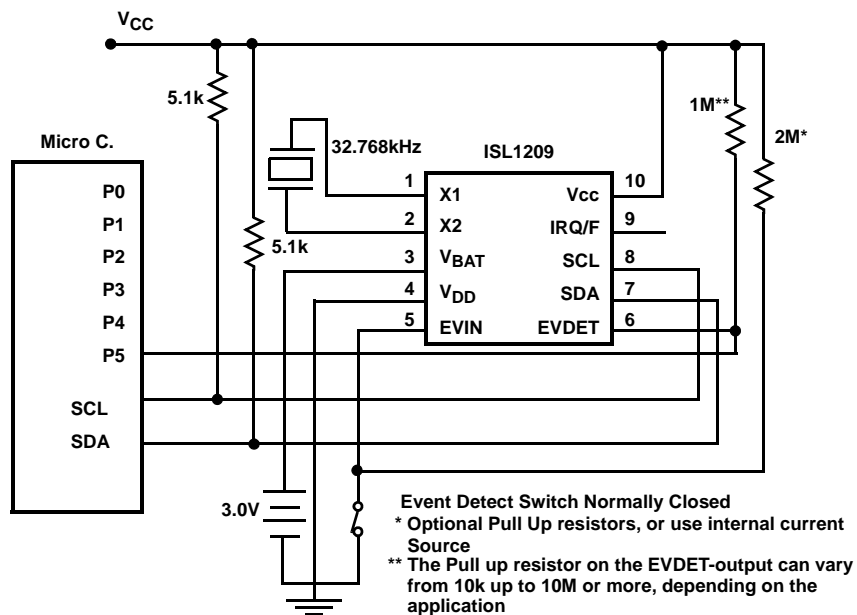 VCC
5.1k
1M**
2M*
Micro C.
32.768kHz
ISL1209
P0
P1
P2
P3
P4
P5
SCL
SDA
5.1k
1 X1
2 X2
3 VBAT
4 VDD
5 EVIN
Vcc 10
IRQ/F 9
SCL 8
SDA 7
EVDET 6
3.0V
Event Detect Switch Normally Closed
* Optional Pull Up resistors, or use internal current
Source
** The Pull up resistor on the EVDET-output can vary
from 10k up to 10M or more, depending on the
application